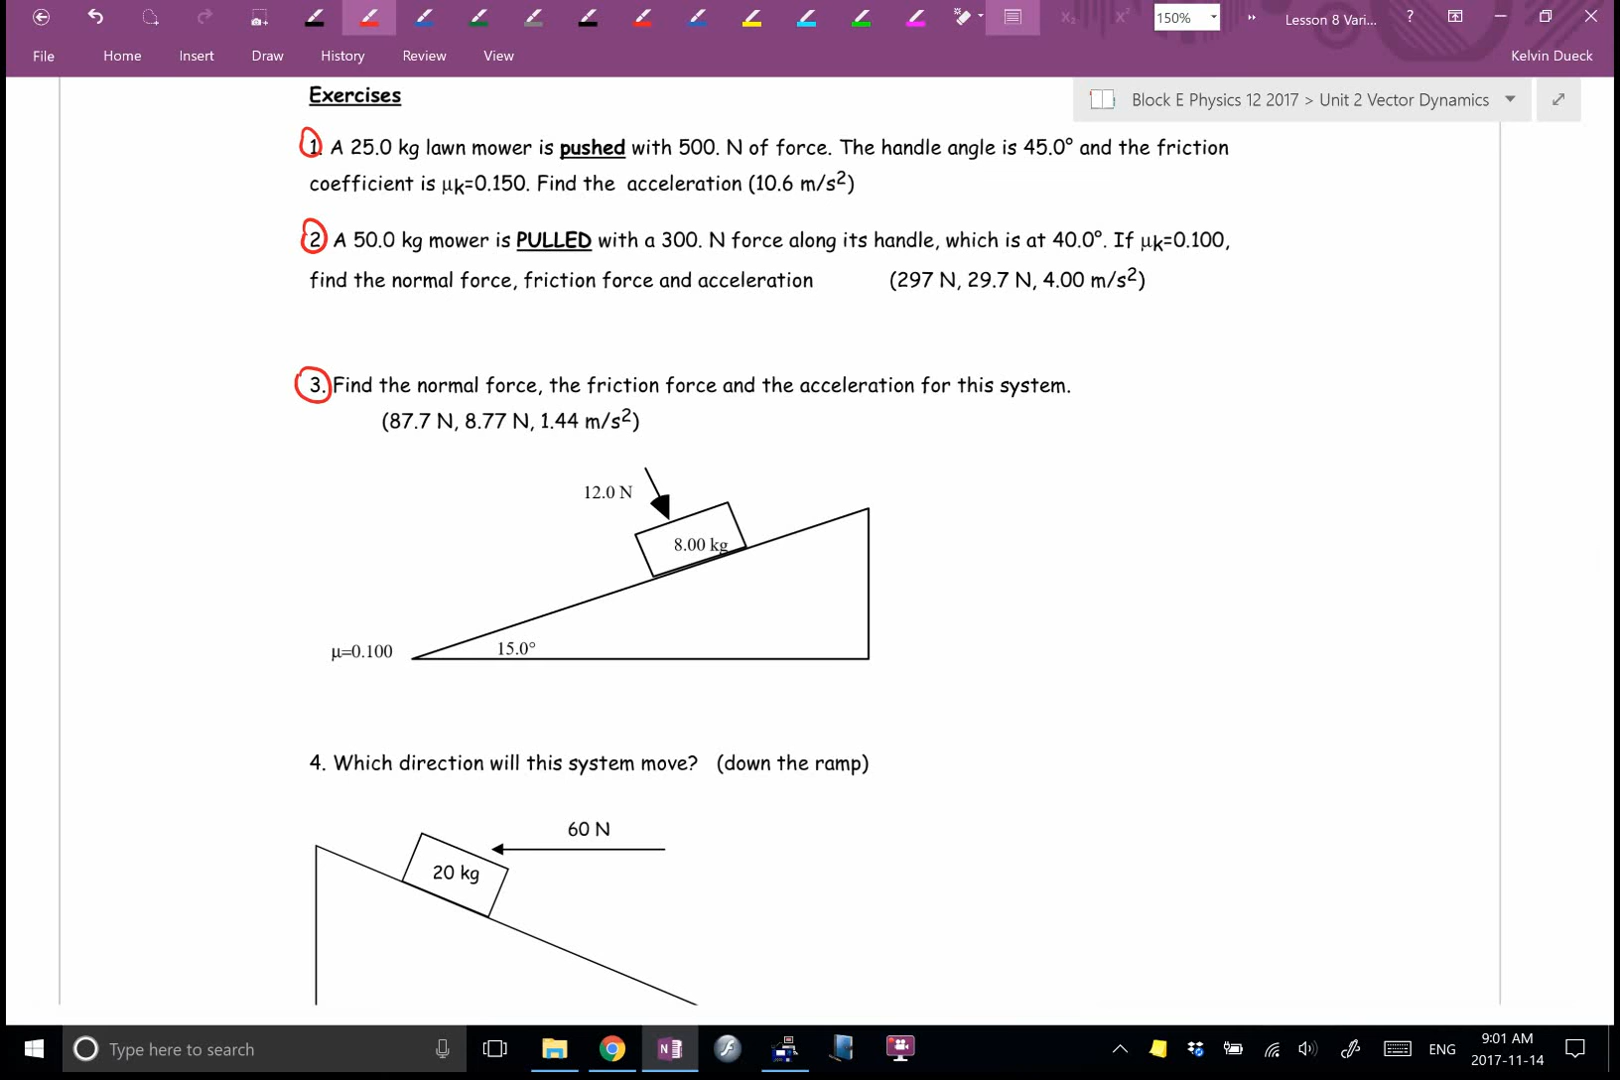 150%
Lesson 8 Vari...
?
File
Home
Insert
Draw
History
Review
View
Kelvin Dueck
Block E Physics 12 2017 > Unit 2 Vector Dynamics
Exercises
1. A 25.0 kg lawn mower is pushed with 500. N of force. The handle angle is 45.0° and the friction
coefficient is μk=0.150. Find the acceleration (10.6 m/s²)
2. A 50.0 kg mower is PULLED with a 300. N force along its handle, which is at 40.0°. If μk=0.100,
find the normal force, friction force and acceleration (297 N, 29.7 N, 4.00 m/s²)
3. Find the normal force, the friction force and the acceleration for this system.
(87.7 N, 8.77 N, 1.44 m/s²)
12.0 N
8.00 kg
μ=0.100
15.0°
4. Which direction will this system move? (down the ramp)
60 N
20 kg
Type here to search
ENG
9:01 AM
2017-11-14